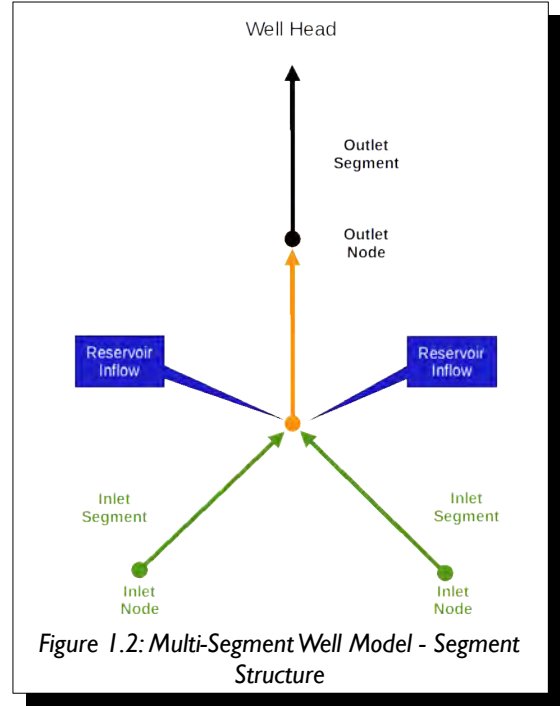 Well Head
Outlet
Segment
Outlet
Node
Reservoir
Inflow
Reservoir
Inflow
Inlet
Segment
Inlet
Segment
Inlet
Node
Inlet
Node
Figure 1.2: Multi-Segment Well Model - Segment
Structure